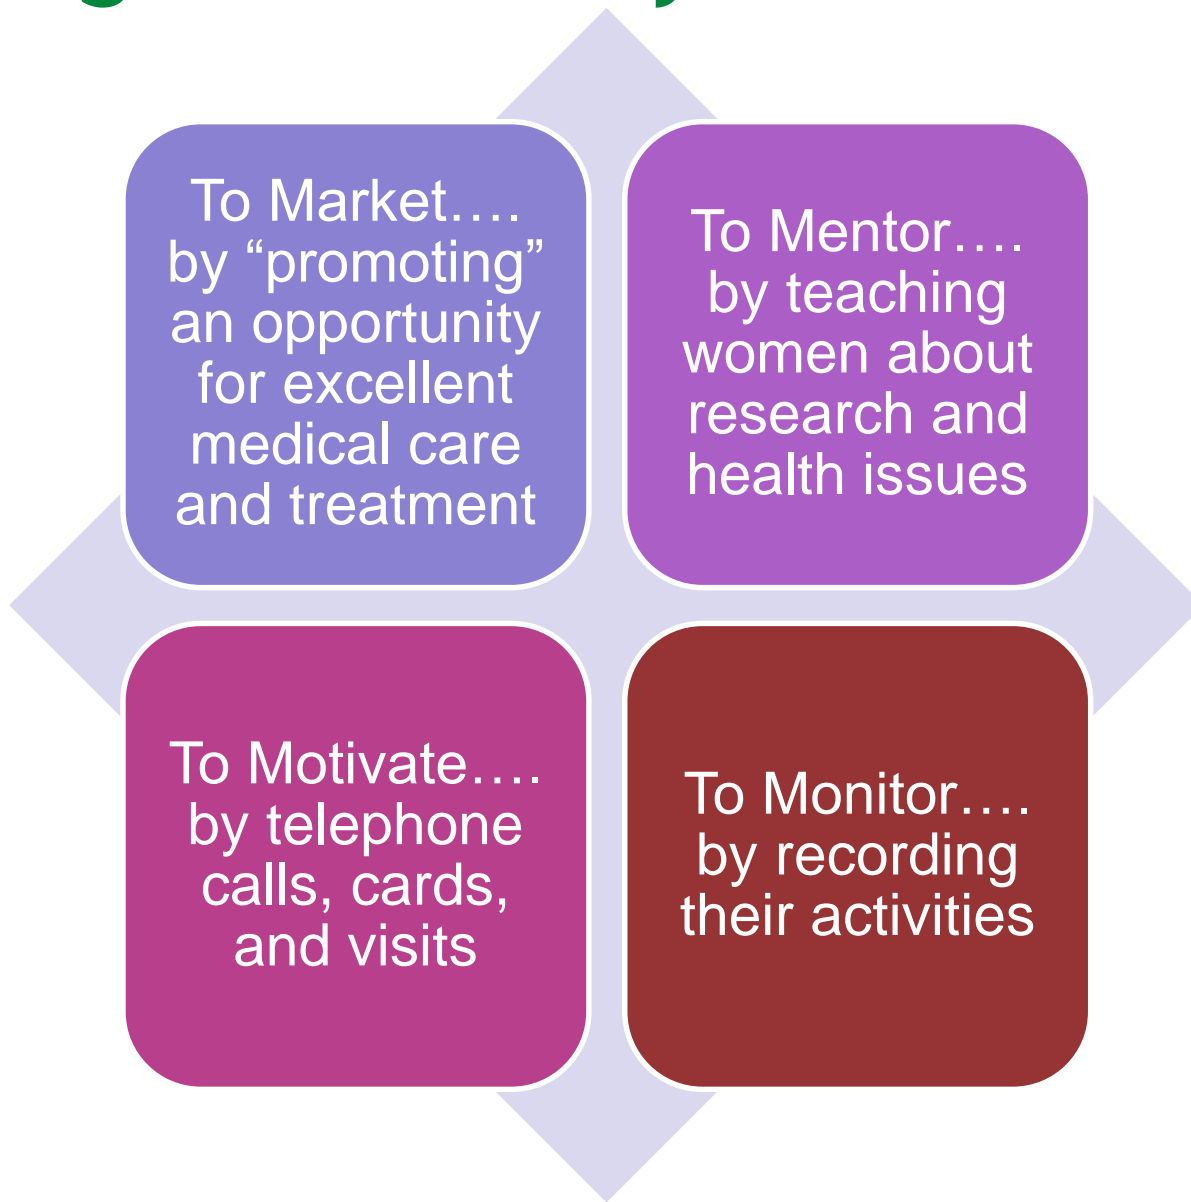 To Market….
by “promoting”
an opportunity
for excellent
medical care
and treatment
To Mentor….
by teaching
women about
research and
health issues
To Motivate….
by telephone
calls, cards,
and visits
To Monitor….
by recording
their activities